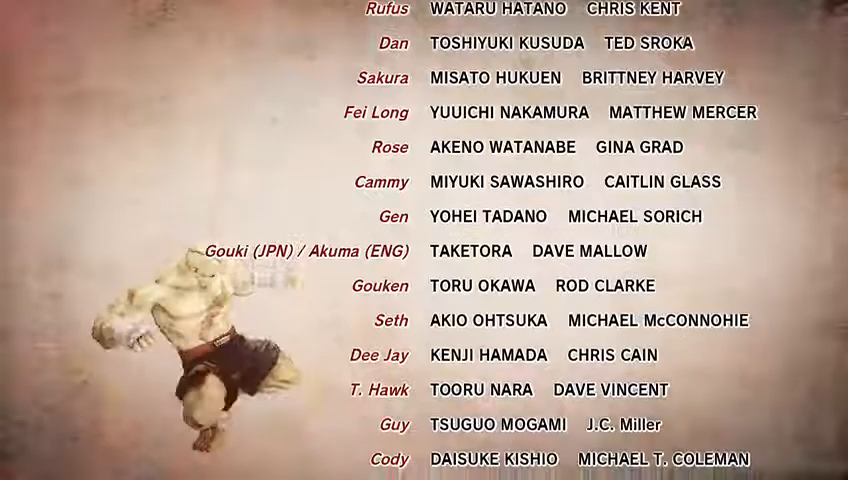 Rufus WATARU HATANO CHRIS KENT
Dan TOSHIYUKI KUSUDA TED SROKA
Sakura MISATO HUKUEN BRITTNEY HARVEY
Fei Long YUUICHI NAKAMURA MATTHEW MERCER
Rose AKENO WATANABE GINA GRAD
Cammy MIYUKI SAWASHIRO CAITLIN GLASS
Gen YOHEI TADANO MICHAEL SORICH
Gouki (JPN) / Akuma (ENG) TAKETORA DAVE MALLOW
Gouken TORU OKAWA ROD CLARKE
Seth AKIO OHTSUKA MICHAEL McCONNOHIE
Dee Jay KENJI HAMADA CHRIS CAIN
T. Hawk TOORU NARA DAVE VINCENT
Guy TSUGUO MOGAMI J.C. Miller
Cody DAISUKE KISHIO MICHAEL T. COLEMAN